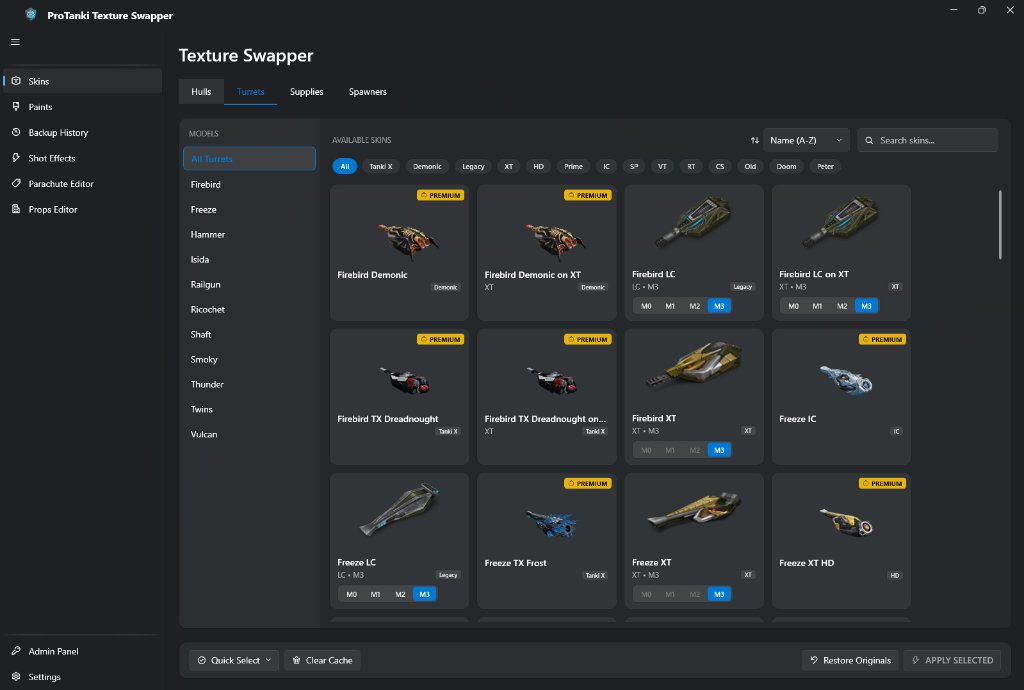 ProTanki Texture Swapper
Skins
Paints
Backup History
Shot Effects
Parachute Editor
Props Editor
Admin Panel
Settings
Texture Swapper
Hulls Turrets Supplies Spawners
MODELS
All Turrets
Firebird
Freeze
Hammer
Isida
Railgun
Ricochet
Shaft
Smoky
Thunder
Twins
Vulcan
AVAILABLE SKINS
Name (A-Z)
Search skins...
All Tanki X Demonic Legacy XT HD Prime IC SP VT RT CS Old Doom Peter
PREMIUM
Firebird Demonic
Demonic
PREMIUM
Firebird Demonic on XT
XT
Demonic
Firebird LC
LC • M3
Legacy
M0 M1 M2 M3
Firebird LC on XT
XT • M3
XT
M0 M1 M2 M3
PREMIUM
Firebird TX Dreadnought
Tanki X
PREMIUM
Firebird TX Dreadnought on...
XT
Tanki X
Firebird XT
XT • M3
XT
M0 M1 M2 M3
PREMIUM
Freeze IC
IC
Freeze LC
LC • M3
Legacy
M0 M1 M2 M3
PREMIUM
Freeze TX Frost
Tanki X
Freeze XT
XT • M3
XT
M0 M1 M2 M3
PREMIUM
Freeze XT HD
HD
Quick Select
Clear Cache
Restore Originals
APPLY SELECTED